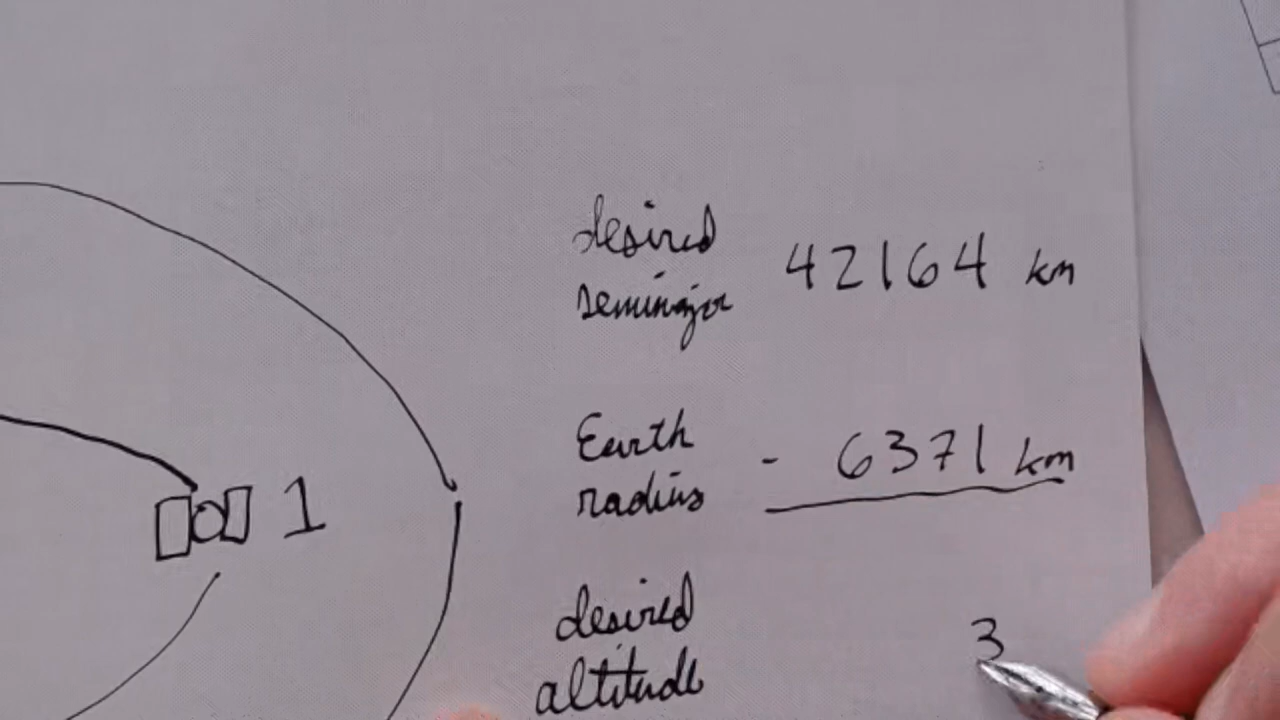 desired
semimajor 42164 km
Earth
radius - 6371 km
desired
altitude 3
1